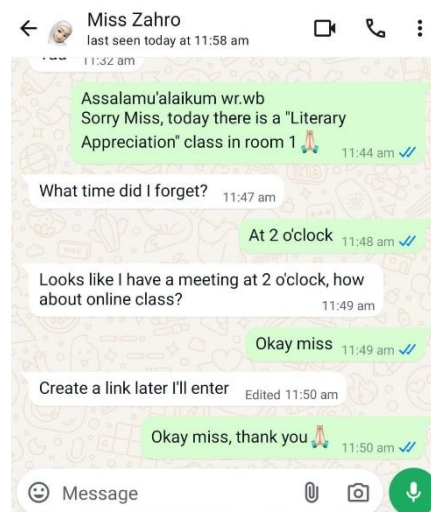 Miss Zahro
last seen today at 11:58 am
11:32 am
Assalamu'alaikum wr.wb
Sorry Miss, today there is a "Literary
Appreciation" class in room 1🙏🏻
11:44 am
What time did I forget? 11:47 am
At 2 o'clock 11:48 am
Looks like I have a meeting at 2 o'clock, how
about online class?
11:49 am
Okay miss 11:49 am
Create a link later I'll enter Edited 11:50 am
Okay miss, thank you🙏🏻 11:50 am
Message